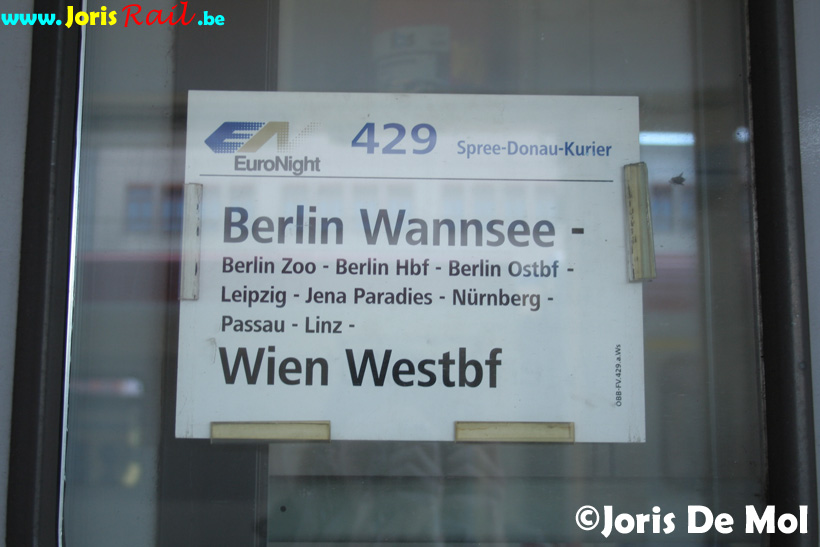 www.JorisRail.be
EN 429 Spree-Donau-Kurier
EuroNight
Berlin Wannsee -
Berlin Zoo - Berlin Hbf - Berlin Ostbf -
Leipzig - Jena Paradies - Nürnberg -
Passau - Linz -
Wien Westbf
ÖBB-FV.429.a.Ws
©Joris De Mol